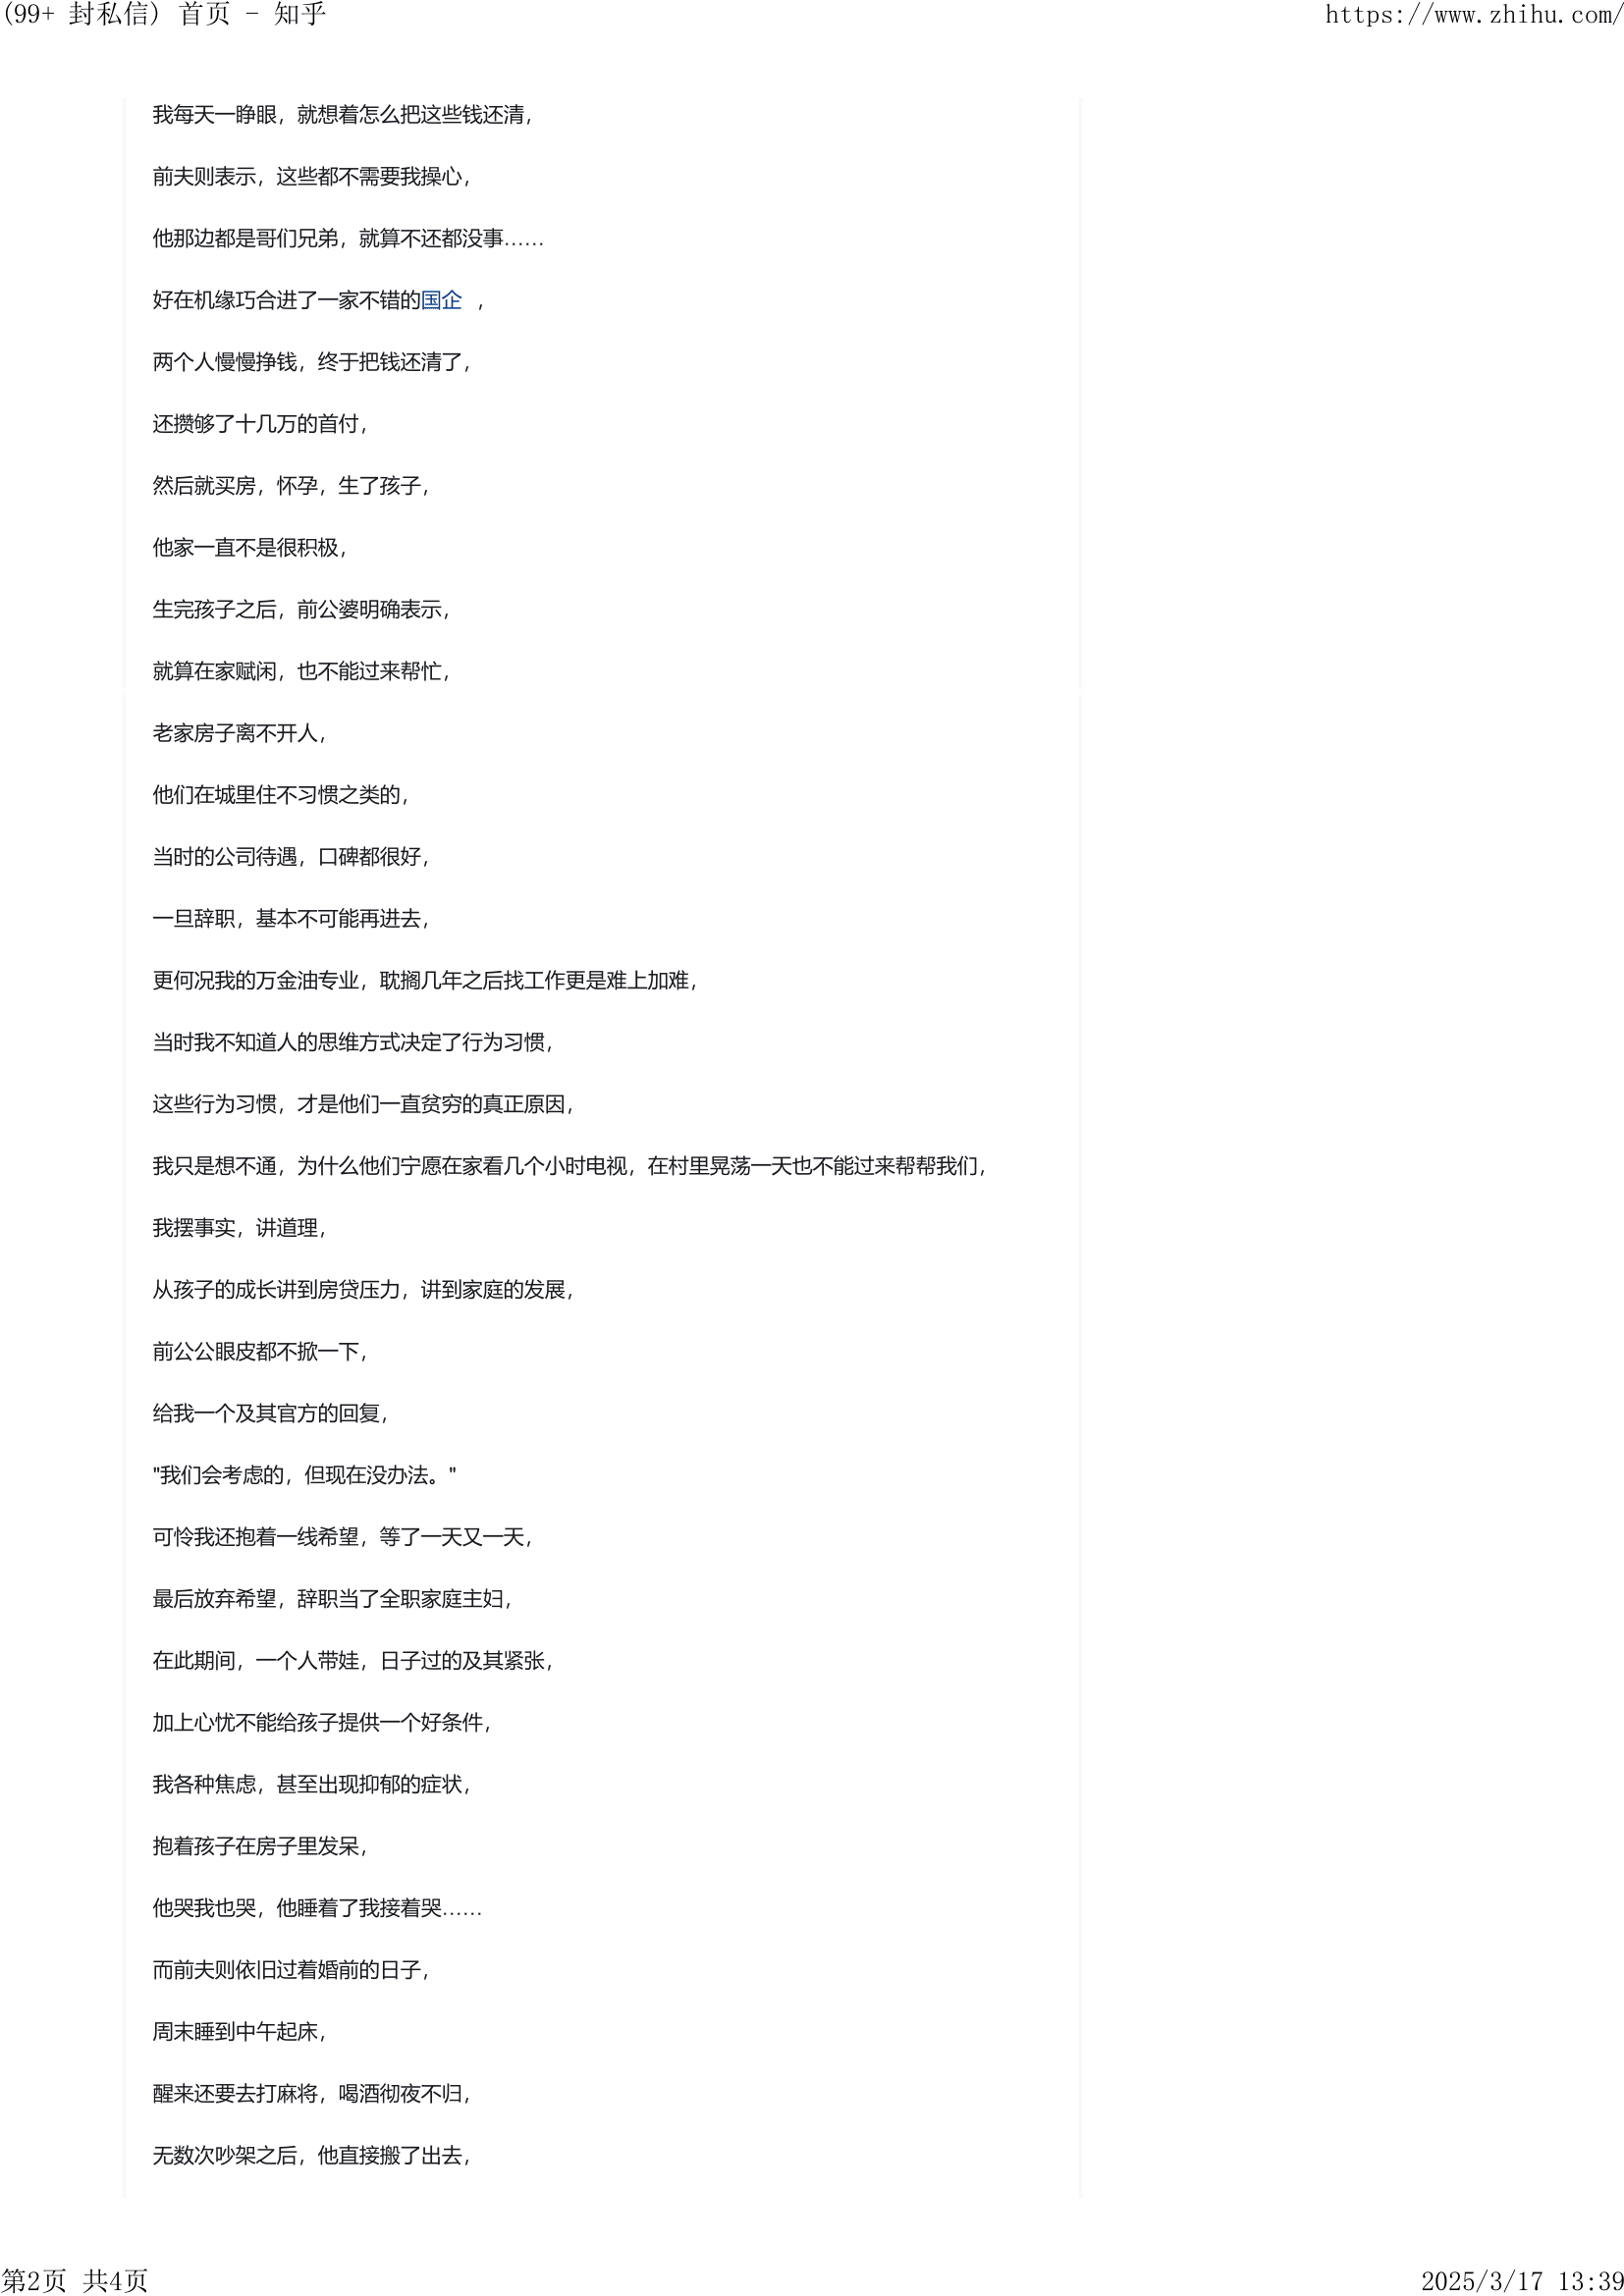 (99+ 封私信) 首页 - 知乎
https://www.zhihu.com/
我每天一睁眼，就想着怎么把这些钱还清，
前夫则表示，这些都不需要我操心，
他那边都是哥们兄弟，就算不还都没事……
好在机缘巧合进了一家不错的国企 ，
两个人慢慢挣钱，终于把钱还清了，
还攒够了十几万的首付，
然后就买房，怀孕，生了孩子，
他家一直不是很积极，
生完孩子之后，前公婆明确表示，
就算在家赋闲，也不能过来帮忙，
老家房子离不开人，
他们在城里住不习惯之类的，
当时的公司待遇，口碑都很好，
一旦辞职，基本不可能再进去，
更何况我的万金油专业，耽搁几年之后找工作更是难上加难，
当时我不知道人的思维方式决定了行为习惯，
这些行为习惯，才是他们一直贫穷的真正原因，
我只是想不通，为什么他们宁愿在家看几个小时电视，在村里晃荡一天也不能过来帮帮我们，
我摆事实，讲道理，
从孩子的成长讲到房贷压力，讲到家庭的发展，
前公公眼皮都不掀一下，
给我一个及其官方的回复，
"我们会考虑的，但现在没办法。"
可怜我还抱着一线希望，等了一天又一天，
最后放弃希望，辞职当了全职家庭主妇，
在此期间，一个人带娃，日子过的及其紧张，
加上心忧不能给孩子提供一个好条件，
我各种焦虑，甚至出现抑郁的症状，
抱着孩子在房子里发呆，
他哭我也哭，他睡着了我接着哭……
而前夫则依旧过着婚前的日子，
周末睡到中午起床，
醒来还要去打麻将，喝酒彻夜不归，
无数次吵架之后，他直接搬了出去，
第2页 共4页
2025/3/17 13:39